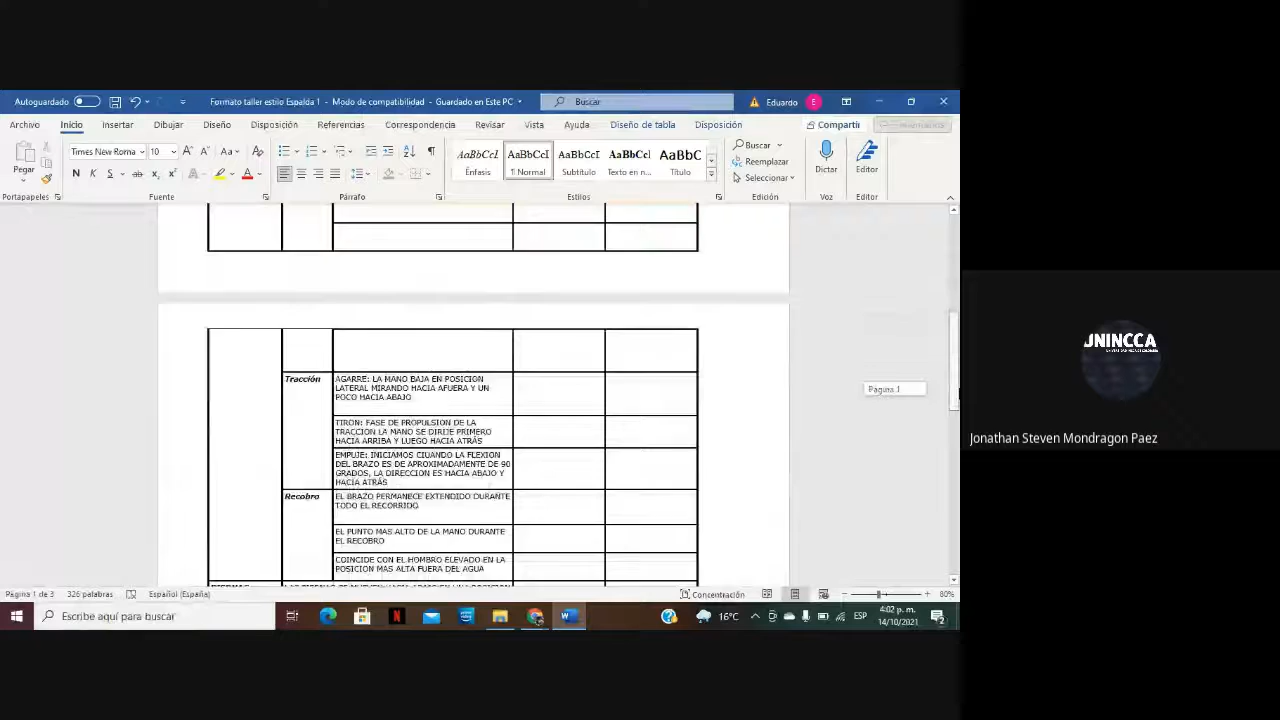 Autoguardado
Formato taller estilo Espalda 1 - Modo de compatibilidad - Guardado en Este PC
Buscar
Eduardo
E
Archivo Inicio Insertar Dibujar Diseño Disposición Referencias Correspondencia Revisar Vista Ayuda Diseño de tabla Disposición
Compartir
Pegar
Times New Roma 10
N K S ab
AaBbCcI AaBbCcI AaBbCcI AaBbCcI AaBbC
Énfasis 1 Normal Subtítulo Texto en n... Título
Buscar
Reemplazar
Seleccionar
Dictar
Editor
Portapapeles Fuente Párrafo Estilos Edición Voz Editor
Tracción
AGARRE: LA MANO BAJA EN POSICION
LATERAL MIRANDO HACIA AFUERA Y UN
POCO HACIA ABAJO
TIRON: FASE DE PROPULSION DE LA
TRACCION LA MANO SE DIRIJE PRIMERO
HACIA ARRIBA Y LUEGO HACIA ATRÁS
EMPUJE: INICIAMOS CIUANDO LA FLEXION
DEL BRAZO ES DE APROXIMADAMENTE DE 90
GRADOS, LA DIRECCION ES HACIA ABAJO Y
HACIA ATRÁS
Recobro
EL BRAZO PERMANECE EXTENDIDO DURANTE
TODO EL RECORRIDO
EL PUNTO MAS ALTO DE LA MANO DURANTE
EL RECOBRO
COINCIDE CON EL HOMBRO ELEVADO EN LA
POSICION MAS ALTA FUERA DEL AGUA
Página 1
Página 1 de 3 326 palabras Español (España)
Concentración
80%
Escribe aquí para buscar
16°C
ESP
4:02 p. m.
14/10/2021
2
UNINCCA
Jonathan Steven Mondragon Paez